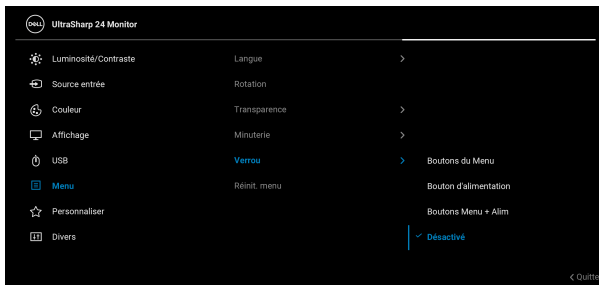 DELL UltraSharp 24 Monitor
Luminosité/Contraste Langue
Source entrée Rotation
Couleur Transparence
Affichage Minuterie
USB Verrou Boutons du Menu
Menu Réinit. menu Bouton d'alimentation
Personnaliser Boutons Menu + Alim
Divers Désactivé
Quitte